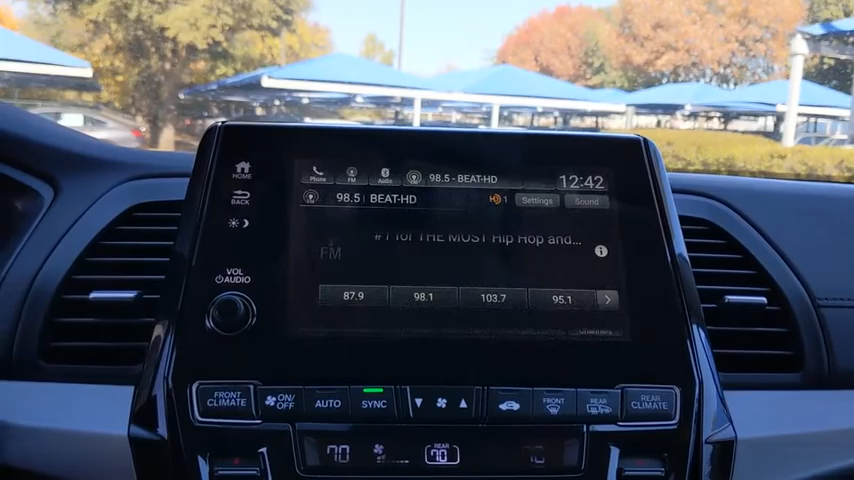 HOME
Phone FM Audio 98.5 - BEAT-HD 12:42
BACK
98.5 | BEAT-HD HD 1 Settings Sound
#1 for THE MOST Hip Hop and...
FM
VOL
AUDIO
87.9 98.1 103.7 95.1
FRONT CLIMATE
ON/OFF
AUTO
SYNC
FRONT
REAR
REAR CLIMATE
70
REAR
70
70